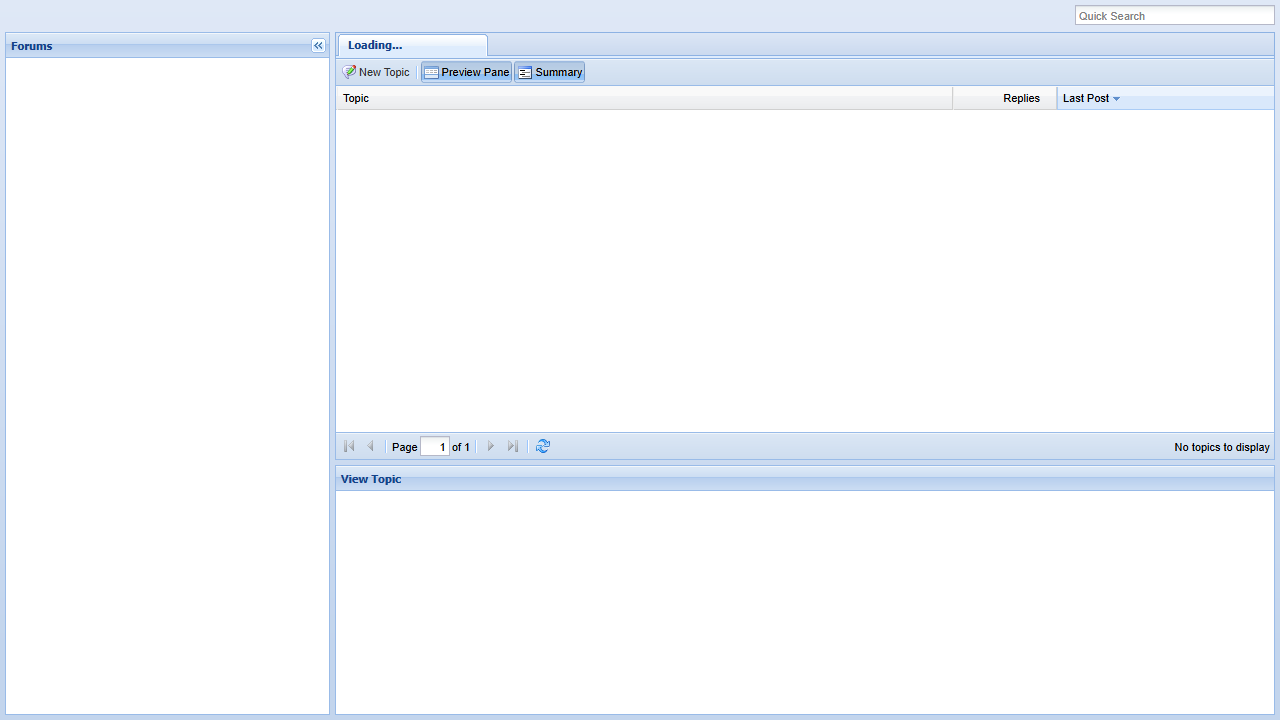 Quick Search
Forums
Loading...
New Topic Preview Pane Summary
Topic Replies Last Post
Page 1 of 1 No topics to display
View Topic